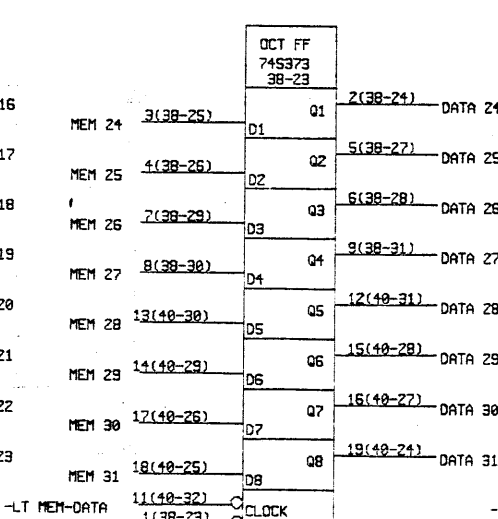 OCT FF
74S373
38-23
16
MEM 24 3(38-25) D1 Q1 2(38-24) DATA 24
17
MEM 25 4(38-26) D2 Q2 5(38-27) DATA 25
18
MEM 26 7(38-29) D3 Q3 6(38-28) DATA 26
19
MEM 27 8(38-30) D4 Q4 9(38-31) DATA 27
20
MEM 28 13(40-30) D5 Q5 12(40-31) DATA 28
21
MEM 29 14(40-29) D6 Q6 15(40-28) DATA 29
22
MEM 30 17(40-26) D7 Q7 16(40-27) DATA 30
23
MEM 31 18(40-25) D8 Q8 19(40-24) DATA 31
-LT MEM-DATA 11(40-32) CLOCK
1(38-23)